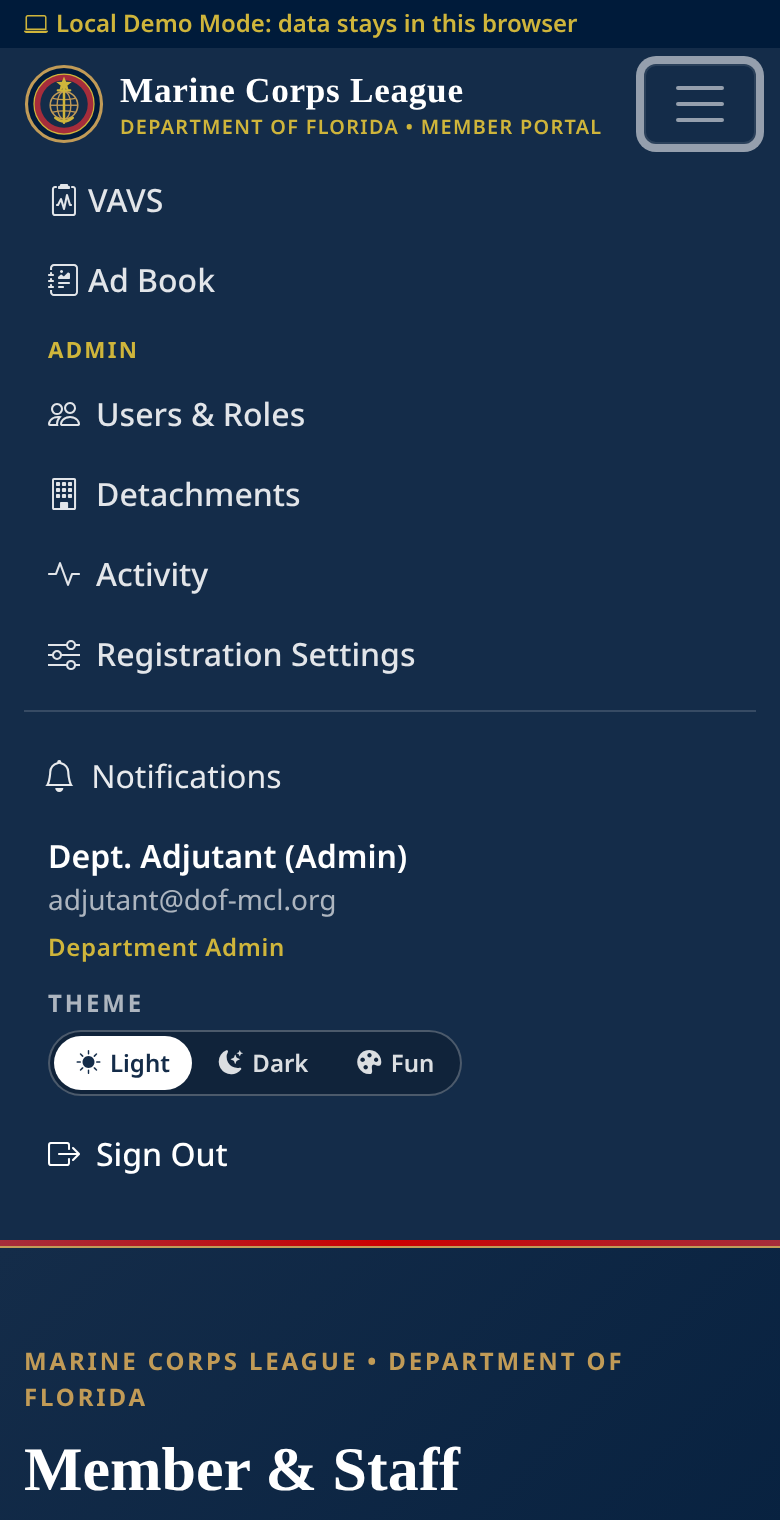 Local Demo Mode: data stays in this browser
Marine Corps League
DEPARTMENT OF FLORIDA • MEMBER PORTAL
VAVS
Ad Book
ADMIN
Users & Roles
Detachments
Activity
Registration Settings
Notifications
Dept. Adjutant (Admin)
adjutant@dof-mcl.org
Department Admin
THEME
Light Dark Fun
Sign Out
MARINE CORPS LEAGUE • DEPARTMENT OF
FLORIDA
Member & Staff